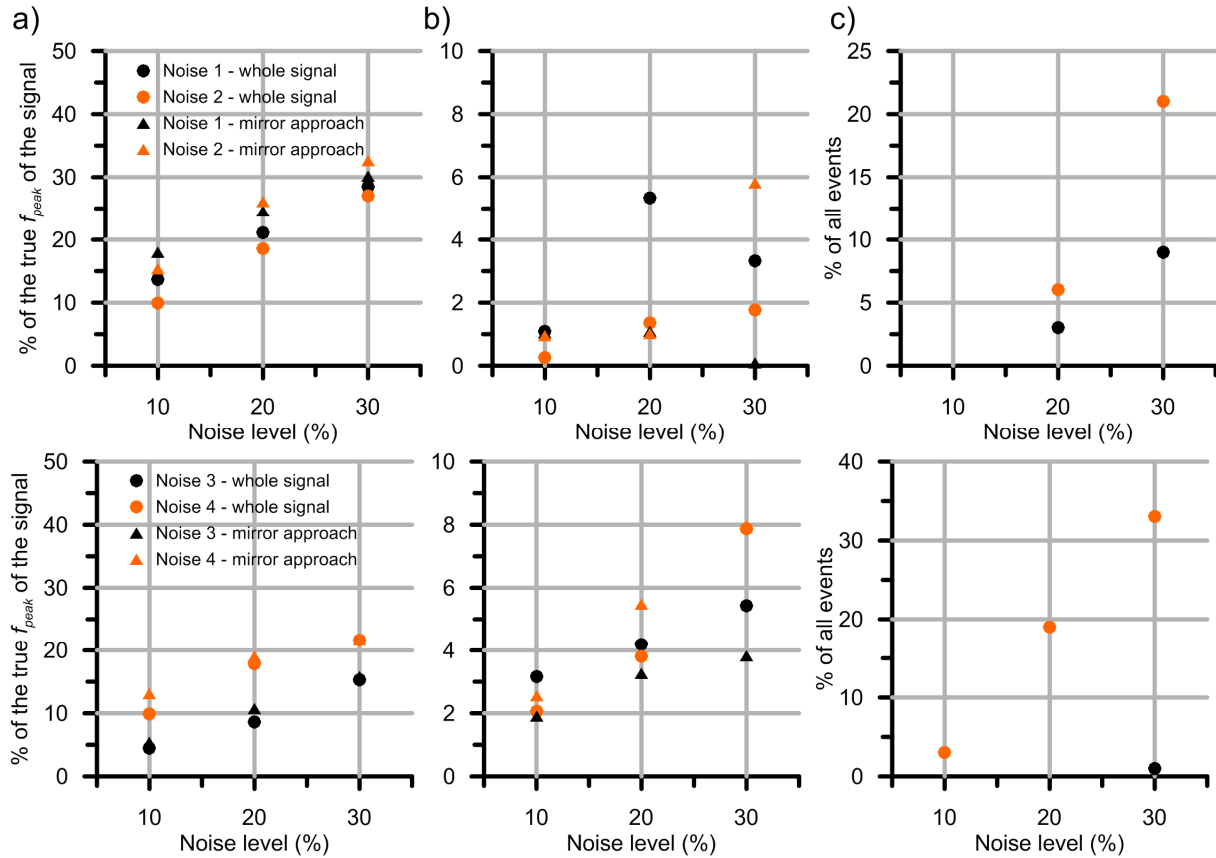 a)
% of the true fpeak of the signal
50
40
30
20
10
0
Noise 1 - whole signal
Noise 2 - whole signal
Noise 1 - mirror approach
Noise 2 - mirror approach
10 20 30
Noise level (%)
b)
10
8
6
4
2
0
10 20 30
Noise level (%)
c)
% of all events
25
20
15
10
5
0
10 20 30
Noise level (%)
% of the true fpeak of the signal
50
40
30
20
10
0
Noise 3 - whole signal
Noise 4 - whole signal
Noise 3 - mirror approach
Noise 4 - mirror approach
10 20 30
Noise level (%)
10
8
6
4
2
0
10 20 30
Noise level (%)
% of all events
40
30
20
10
0
10 20 30
Noise level (%)